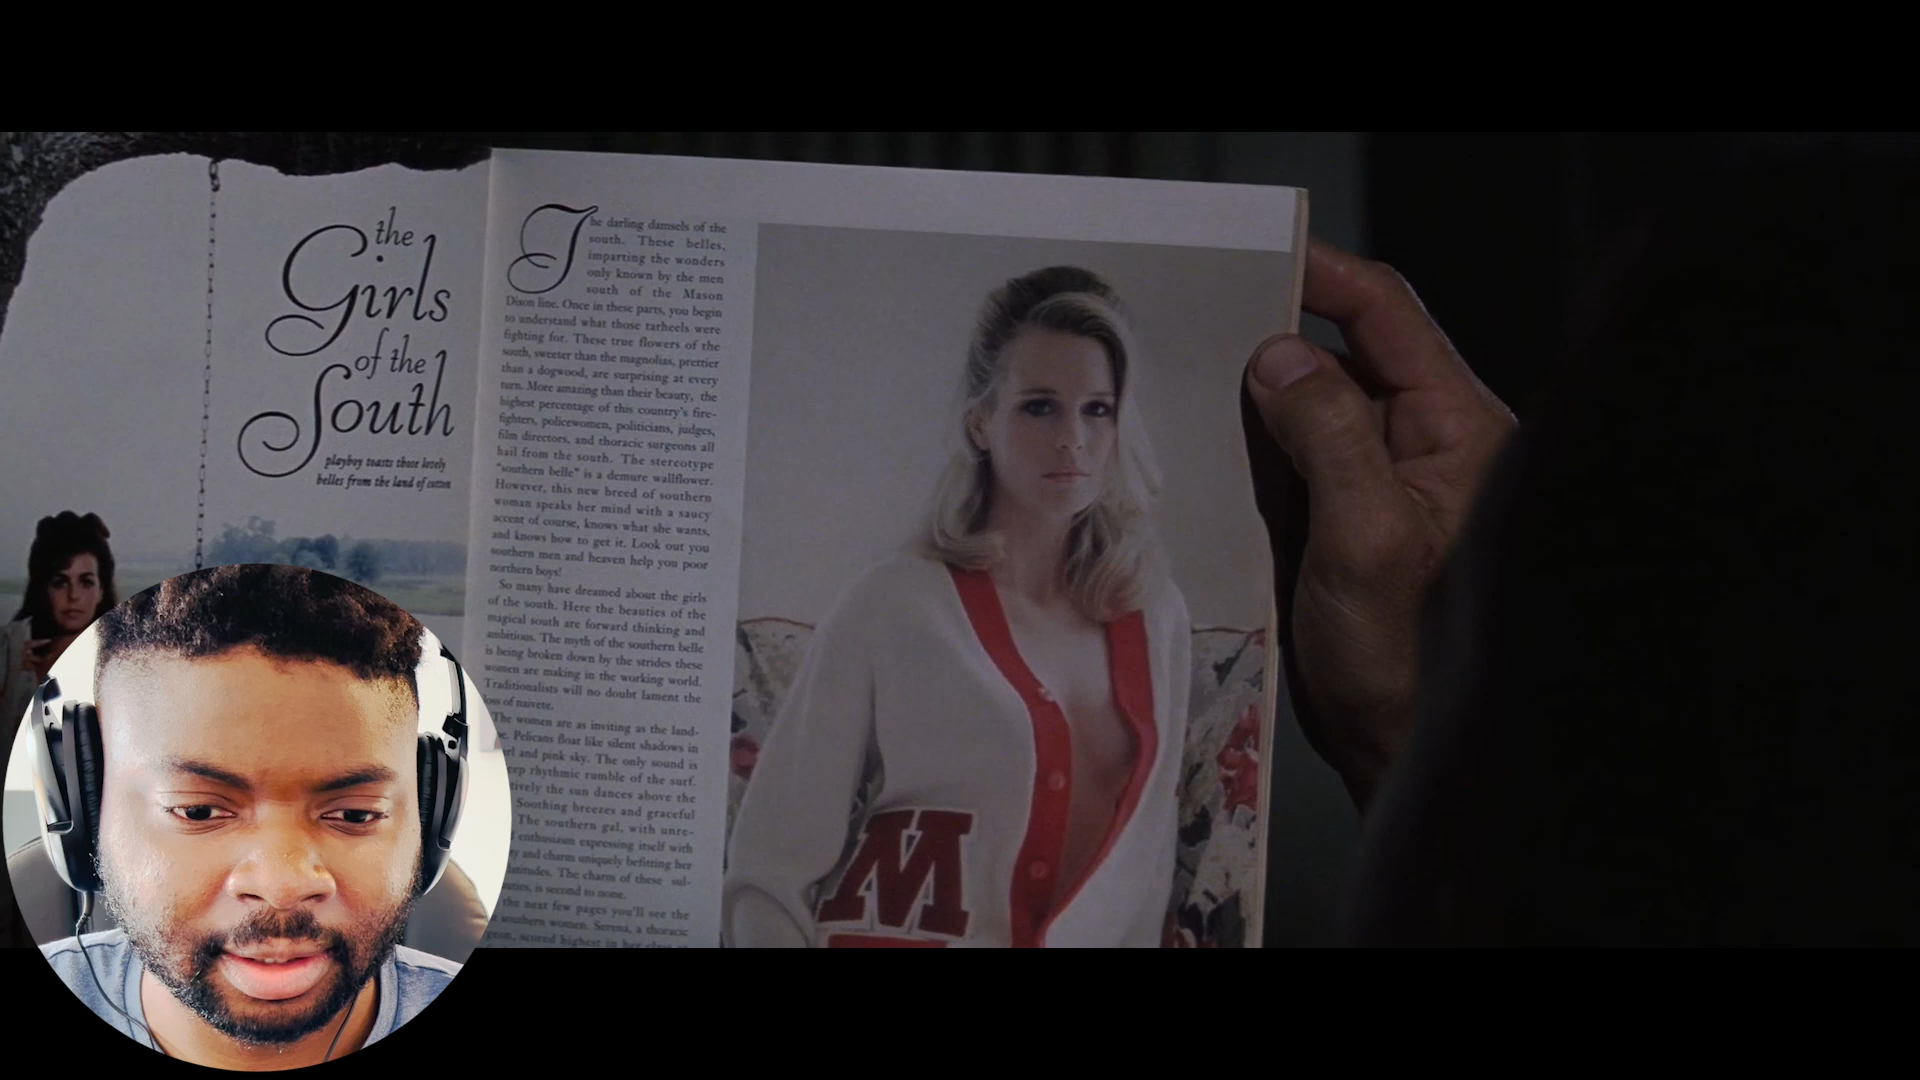 the
Girls
of the
South
playboy toasts those lovely
belles from the land of cotton
The darling damsels of the
south. These belles,
imparting the wonders
only known by the men
south of the Mason
Dixon line. Once in these parts, you begin
to understand what those tarheels were
fighting for. These true flowers of the
south, sweeter than the magnolias, prettier
than a dogwood, are surprising at every
turn. More amazing than their beauty, the
highest percentage of this country's fire-
fighters, policewomen, politicians, judges,
film directors, and thoracic surgeons all
hail from the south. The stereotype
"southern belle" is a demure wallflower.
However, this new breed of southern
woman speaks her mind with a saucy
accent of course, knows what she wants,
and knows how to get it. Look out you
southern men and heaven help you poor
northern boys!
So many have dreamed about the girls
of the south. Here the beauties of the
magical south are forward thinking and
ambitious. The myth of the southern belle
is being broken down by the strides these
women are making in the working world.
Traditionalists will no doubt lament the
loss of naivete.
The women are as inviting as the land-
Pelicans float like silent shadows in
and pink sky. The only sound is
rhythmic rumble of the surf.
the sun dances above the
Soothing breezes and graceful
The southern gal, with unre-
enthusiasm expressing itself with
and charm uniquely befitting her
latitudes. The charm of these sul-
is second to none.
the next few pages you'll see the
southern women. Serena, a thoracic
scored highest in her class
M